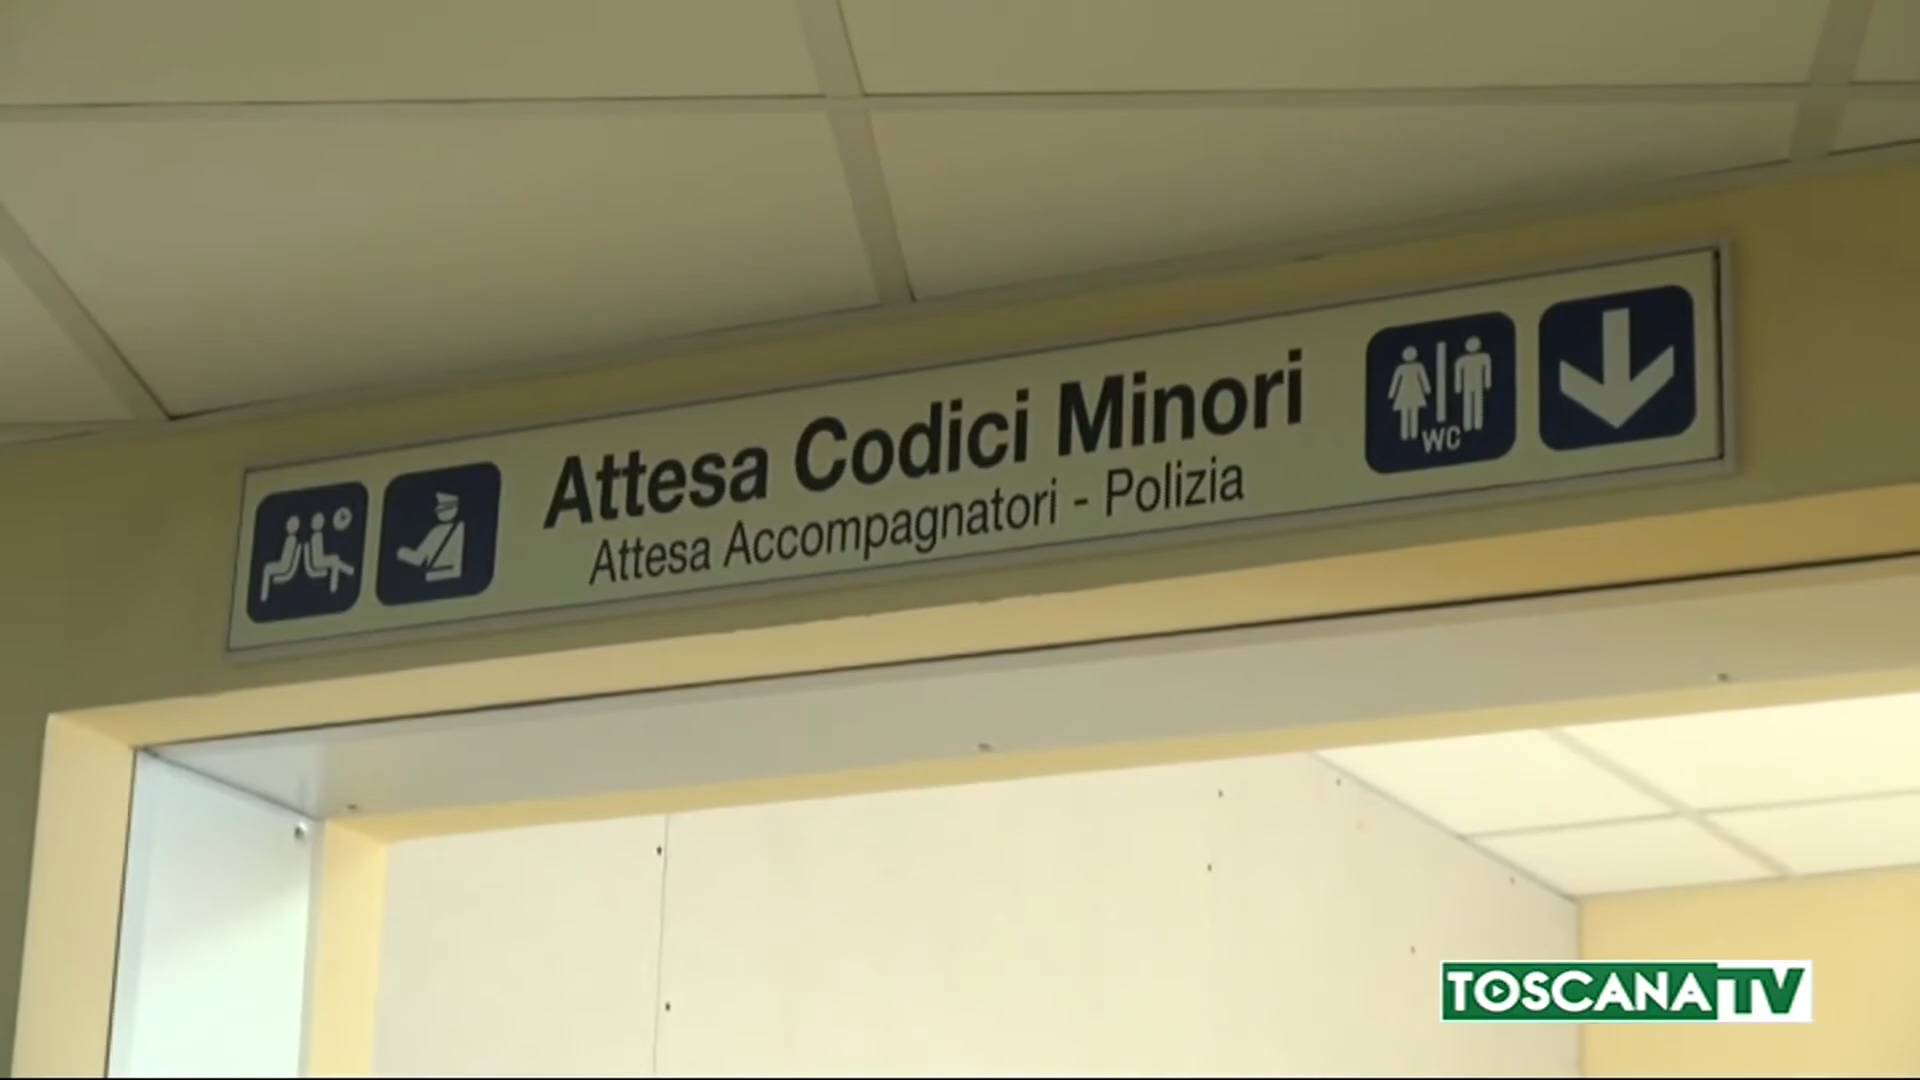 Attesa Codici Minori
Attesa Accompagnatori - Polizia
WC
TOSCANA TV